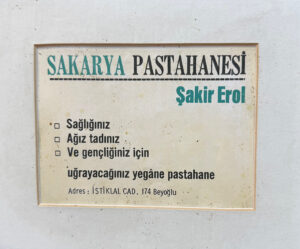 SAKARYA PASTAHANESİ
Şakir Erol
Sağlığınız
Ağız tadınız
Ve gençliğiniz için
uğrayacağınız yegâne pastahane
Adres: İSTİKLAL CAD. 174 Beyoğlu